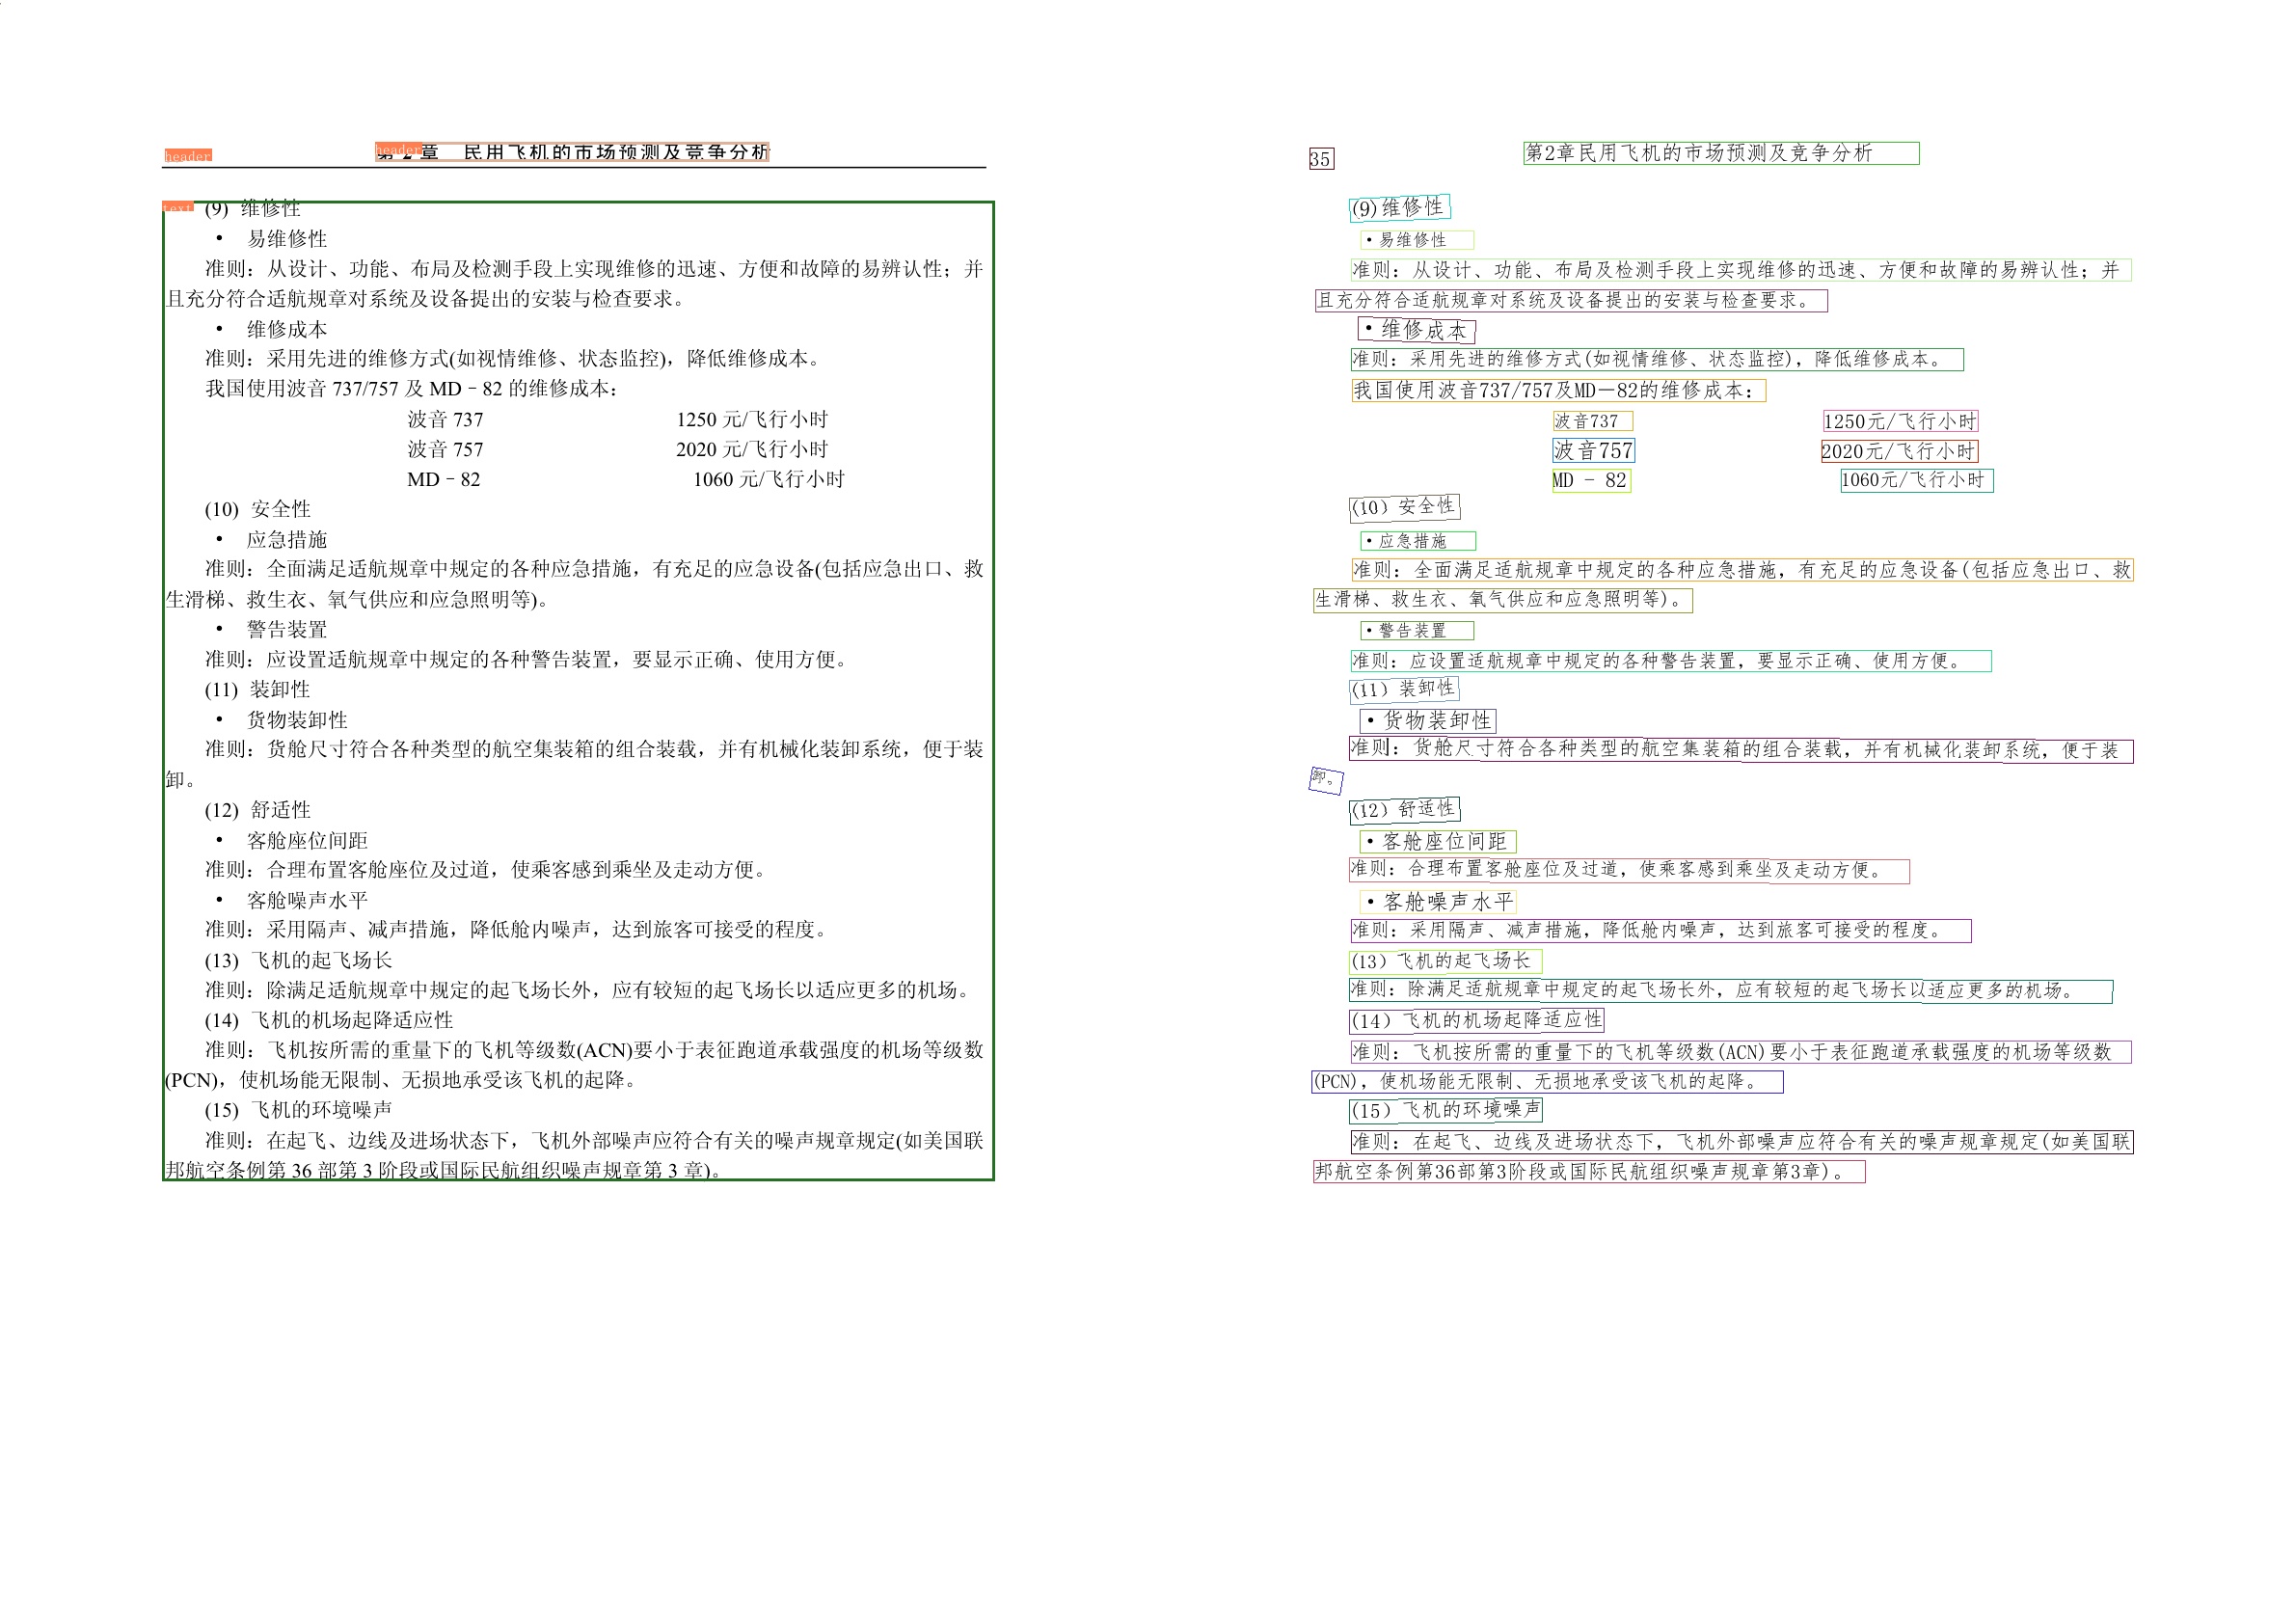 header
header
第 2 章 民用飞机的市场预测及竞争分析
text
(9) 维修性
• 易维修性
准则：从设计、功能、布局及检测手段上实现维修的迅速、方便和故障的易辨认性；并
且充分符合适航规章对系统及设备提出的安装与检查要求。
• 维修成本
准则：采用先进的维修方式(如视情维修、状态监控)，降低维修成本。
我国使用波音 737/757 及 MD－82 的维修成本：
波音 737 1250 元/飞行小时
波音 757 2020 元/飞行小时
MD－82 1060 元/飞行小时
(10) 安全性
• 应急措施
准则：全面满足适航规章中规定的各种应急措施，有充足的应急设备(包括应急出口、救
生滑梯、救生衣、氧气供应和应急照明等)。
• 警告装置
准则：应设置适航规章中规定的各种警告装置，要显示正确、使用方便。
(11) 装卸性
• 货物装卸性
准则：货舱尺寸符合各种类型的航空集装箱的组合装载，并有机械化装卸系统，便于装
卸。
(12) 舒适性
• 客舱座位间距
准则：合理布置客舱座位及过道，使乘客感到乘坐及走动方便。
• 客舱噪声水平
准则：采用隔声、减声措施，降低舱内噪声，达到旅客可接受的程度。
(13) 飞机的起飞场长
准则：除满足适航规章中规定的起飞场长外，应有较短的起飞场长以适应更多的机场。
(14) 飞机的机场起降适应性
准则：飞机按所需的重量下的飞机等级数(ACN)要小于表征跑道承载强度的机场等级数
(PCN)，使机场能无限制、无损地承受该飞机的起降。
(15) 飞机的环境噪声
准则：在起飞、边线及进场状态下，飞机外部噪声应符合有关的噪声规章规定(如美国联
邦航空条例第 36 部第 3 阶段或国际民航组织噪声规章第 3 章)。
35
第2章民用飞机的市场预测及竞争分析
(9)维修性
•易维修性
准则：从设计、功能、布局及检测手段上实现维修的迅速、方便和故障的易辨认性；并
且充分符合适航规章对系统及设备提出的安装与检查要求。
•维修成本
准则：采用先进的维修方式(如视情维修、状态监控)，降低维修成本。
我国使用波音737/757及MD－82的维修成本：
波音737 1250元/飞行小时
波音757 2020元/飞行小时
MD - 82 1060元/飞行小时
(10）安全性
•应急措施
准则：全面满足适航规章中规定的各种应急措施，有充足的应急设备(包括应急出口、救
生滑梯、救生衣、氧气供应和应急照明等)。
•警告装置
准则：应设置适航规章中规定的各种警告装置，要显示正确、使用方便。
(11）装卸性
•货物装卸性
准则：货舱尺寸符合各种类型的航空集装箱的组合装载，并有机械化装卸系统，便于装
卸。
(12）舒适性
•客舱座位间距
准则：合理布置客舱座位及过道，使乘客感到乘坐及走动方便。
•客舱噪声水平
准则：采用隔声、减声措施，降低舱内噪声，达到旅客可接受的程度。
(13）飞机的起飞场长
准则：除满足适航规章中规定的起飞场长外，应有较短的起飞场长以适应更多的机场。
(14）飞机的机场起降适应性
准则：飞机按所需的重量下的飞机等级数(ACN)要小于表征跑道承载强度的机场等级数
(PCN)，使机场能无限制、无损地承受该飞机的起降。
(15）飞机的环境噪声
准则：在起飞、边线及进场状态下，飞机外部噪声应符合有关的噪声规章规定(如美国联
邦航空条例第36部第3阶段或国际民航组织噪声规章第3章)。